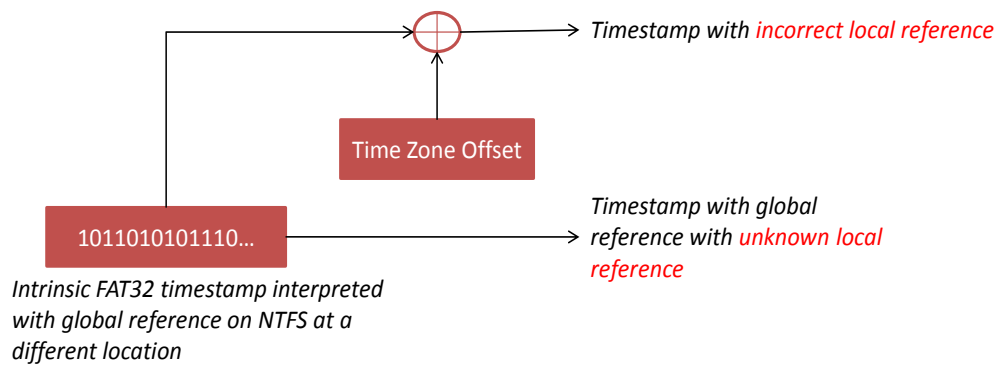 Timestamp with incorrect local reference
Time Zone Offset
Timestamp with global
reference with unknown local
reference
1011010101110...
Intrinsic FAT32 timestamp interpreted
with global reference on NTFS at a
different location